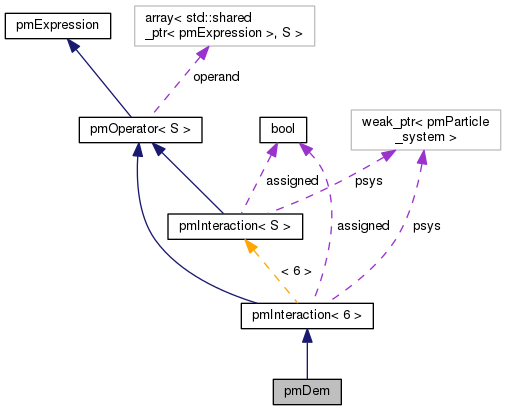 pmExpression
array< std::shared
_ptr< pmExpression >, S >
operand
pmOperator< S >
bool
weak_ptr< pmParticle
_system >
assigned
psys
pmInteraction< S >
assigned
psys
< 6 >
pmInteraction< 6 >
pmDem